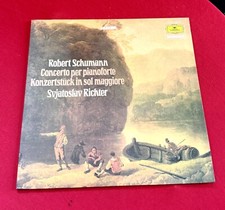 Robert Schumann
Concerto per pianoforte
Konzertstück in sol maggiore
Svjatoslav Richter